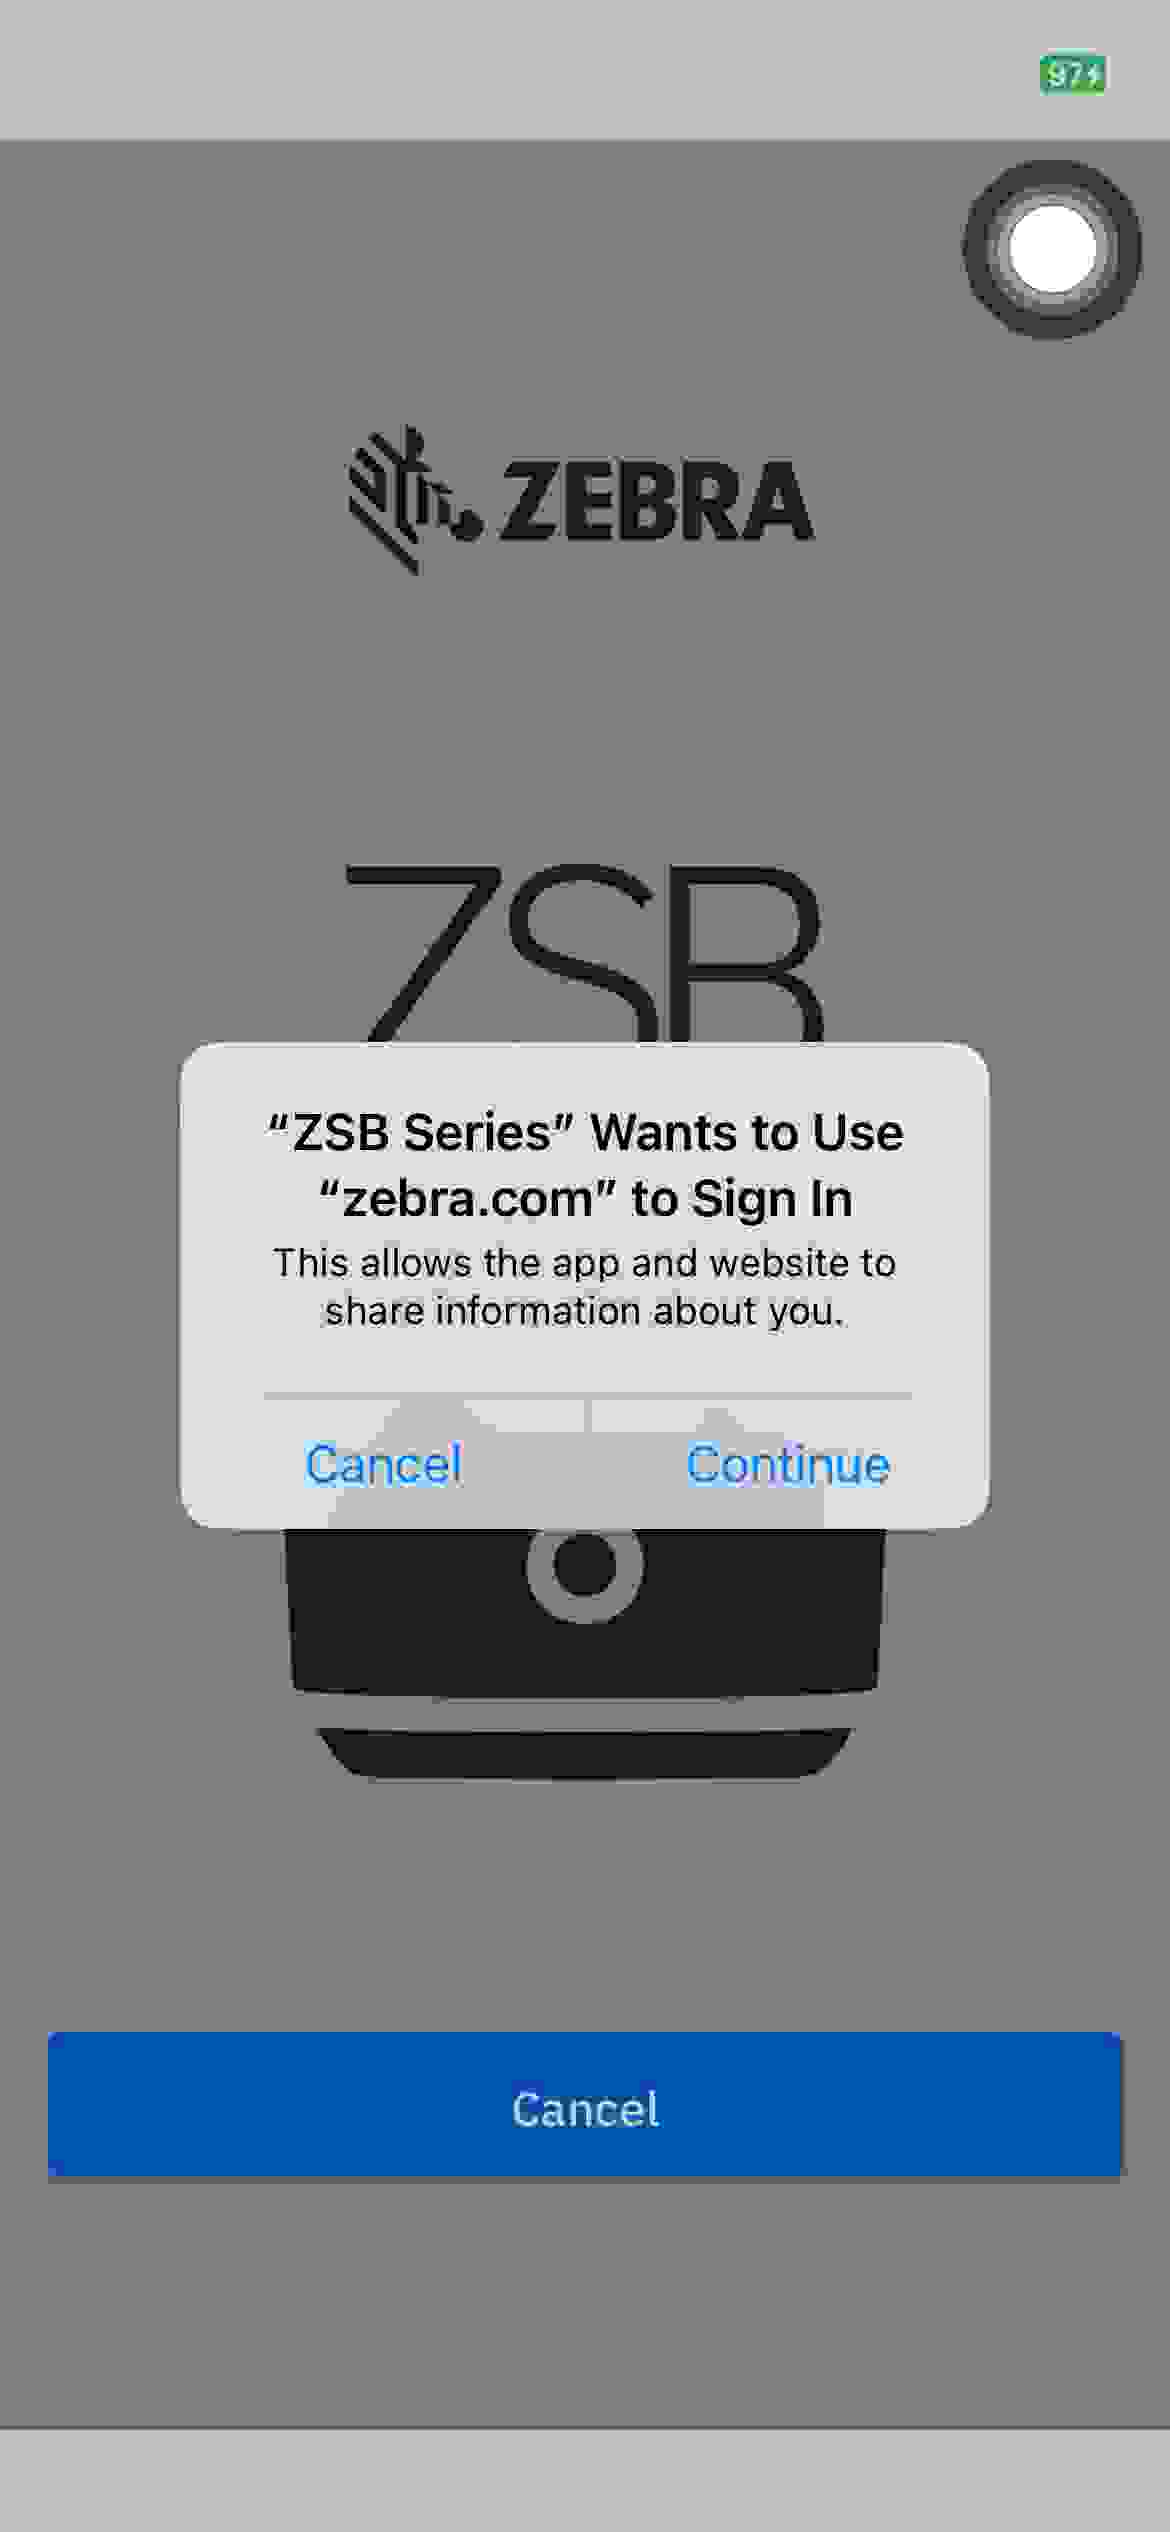 97
ZEBRA
ZSB
“ZSB Series” Wants to Use
“zebra.com” to Sign In
This allows the app and website to
share information about you.
Cancel
Continue
Cancel